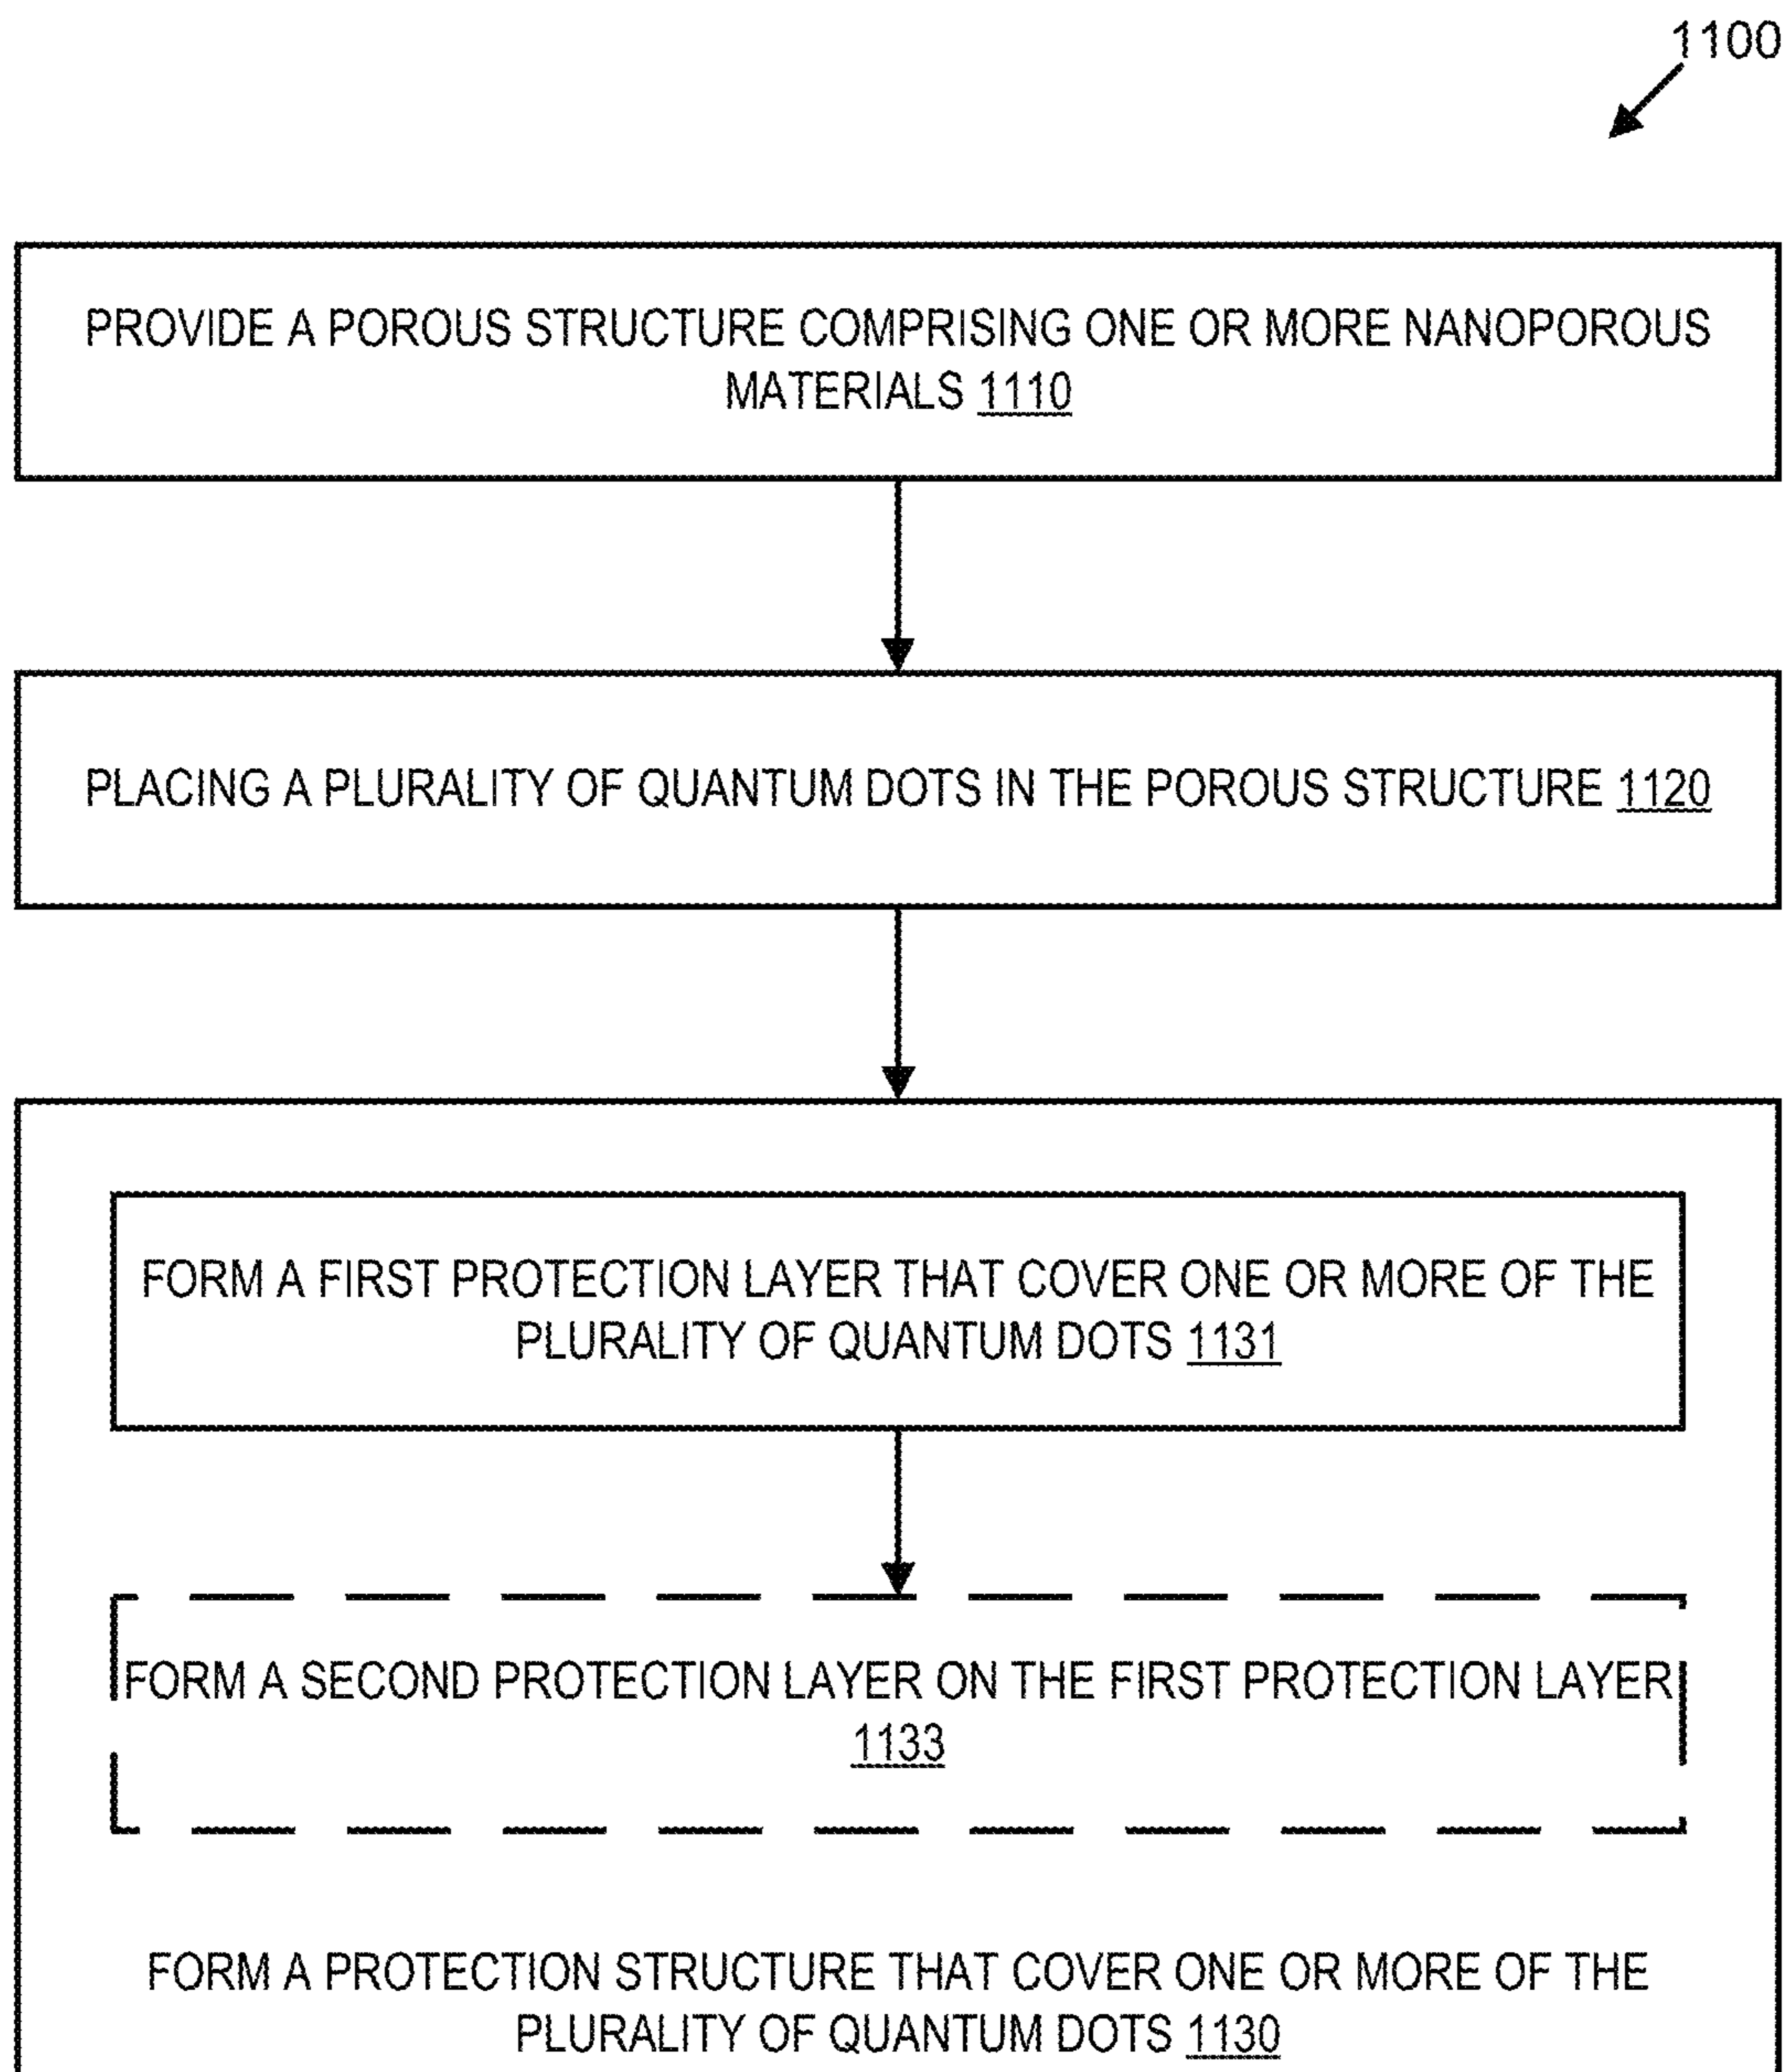 1100
PROVIDE A POROUS STRUCTURE COMPRISING ONE OR MORE NANOPOROUS
MATERIALS 1110
PLACING A PLURALITY OF QUANTUM DOTS IN THE POROUS STRUCTURE 1120
FORM A FIRST PROTECTION LAYER THAT COVER ONE OR MORE OF THE
PLURALITY OF QUANTUM DOTS 1131
FORM A SECOND PROTECTION LAYER ON THE FIRST PROTECTION LAYER
1133
FORM A PROTECTION STRUCTURE THAT COVER ONE OR MORE OF THE
PLURALITY OF QUANTUM DOTS 1130